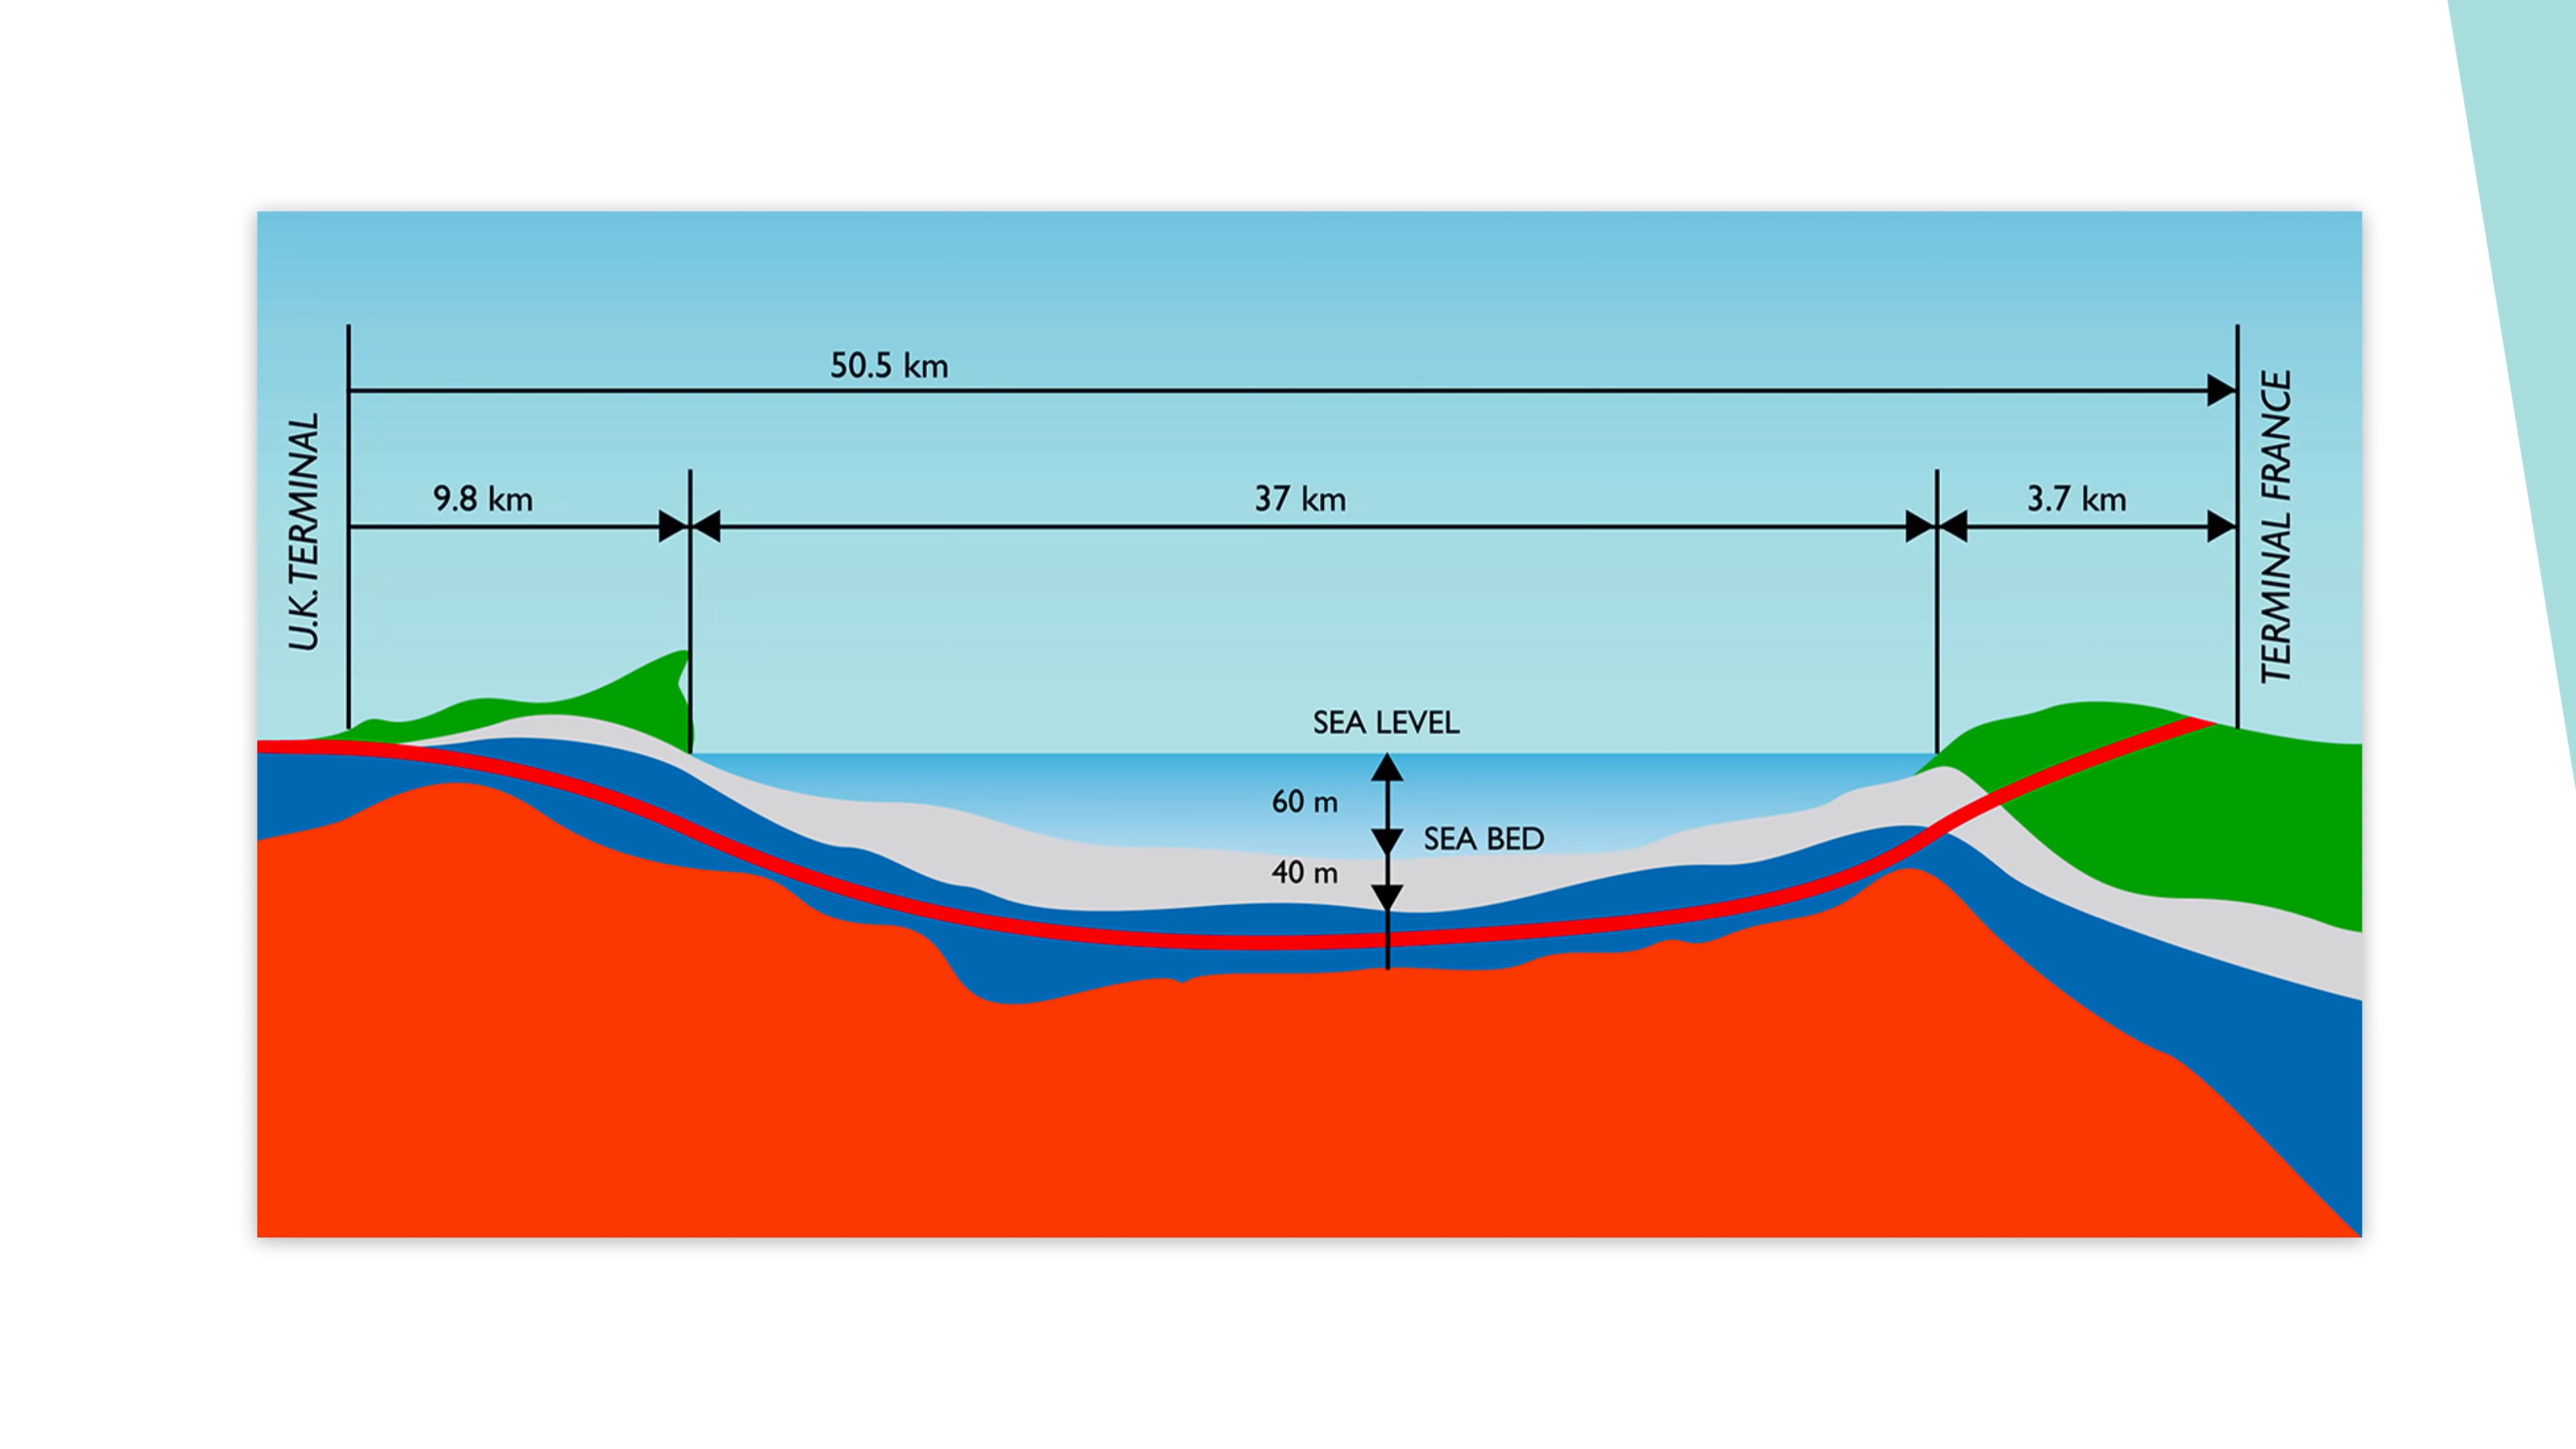 50.5 km
U.K. TERMINAL
TERMINAL FRANCE
9.8 km
37 km
3.7 km
SEA LEVEL
60 m
SEA BED
40 m